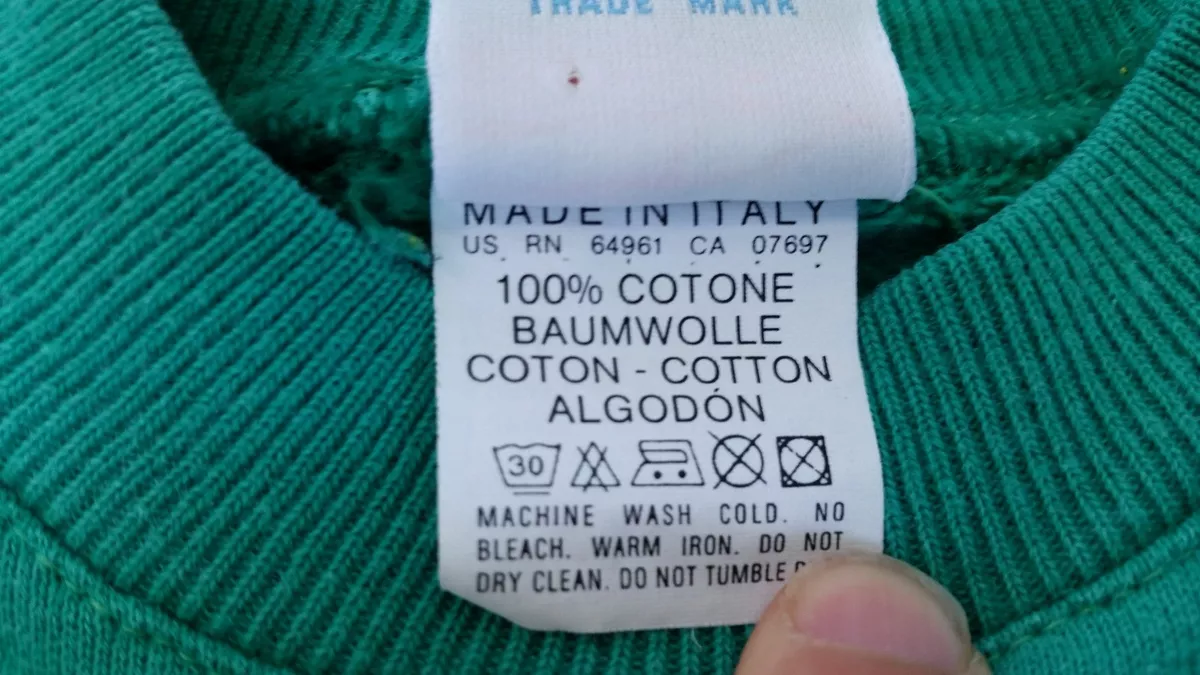 TRADE MARK
MADE IN ITALY
US RN 64961 CA 07697
100% COTONE
BAUMWOLLE
COTON - COTTON
ALGODÓN
30
MACHINE WASH COLD. NO
BLEACH. WARM IRON. DO NOT
DRY CLEAN. DO NOT TUMBLE